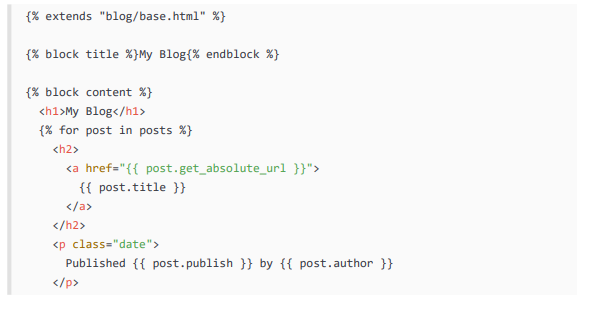 {% extends "blog/base.html" %}
{% block title %}My Blog{% endblock %}
{% block content %}
<h1>My Blog</h1>
{% for post in posts %}
<h2>
<a href="{{ post.get_absolute_url }}">
{{ post.title }}
</a>
</h2>
<p class="date">
Published {{ post.publish }} by {{ post.author }}
</p>